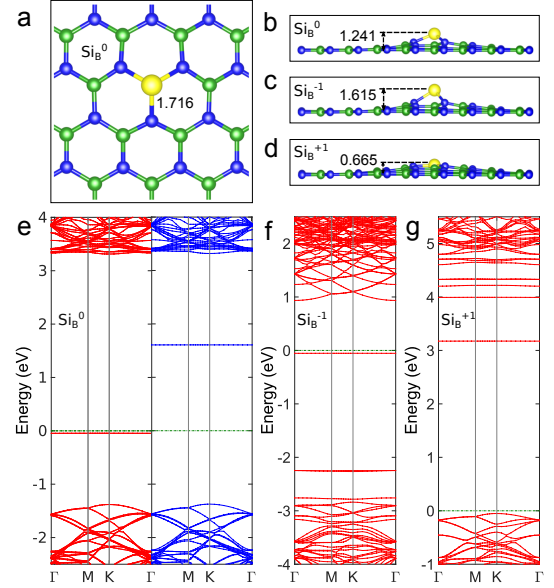 a
Si_B^0
1.716
b
Si_B^0
1.241
c
Si_B^-1
1.615
d
Si_B^+1
0.665
e
Energy (eV)
4
3
2
1
0
-1
-2
Si_B^0
Γ M K Γ M K Γ
f
Energy (eV)
2
1
0
-1
-2
-3
-4
Si_B^-1
Γ M K Γ
g
Energy (eV)
5
4
3
2
1
0
-1
Si_B^+1
Γ M K Γ